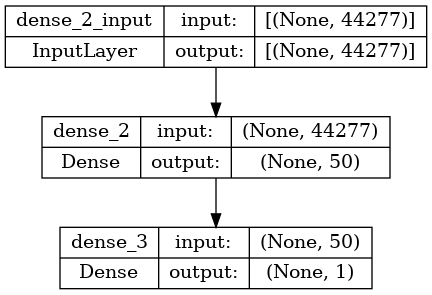 dense_2_input input: [(None, 44277)]
InputLayer output: [(None, 44277)]
dense_2 input: (None, 44277)
Dense output: (None, 50)
dense_3 input: (None, 50)
Dense output: (None, 1)